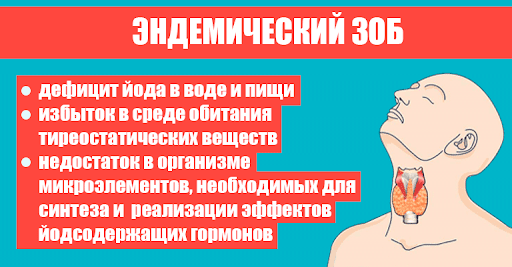 ЭНДЕМИЧЕСКИЙ ЗОБ
• дефицит йода в воде и пищи
• избыток в среде обитания
тиреостатических веществ
• недостаток в организме
микроэлементов, необходимых для
синтеза и реализации эффектов
йодсодержащих гормонов